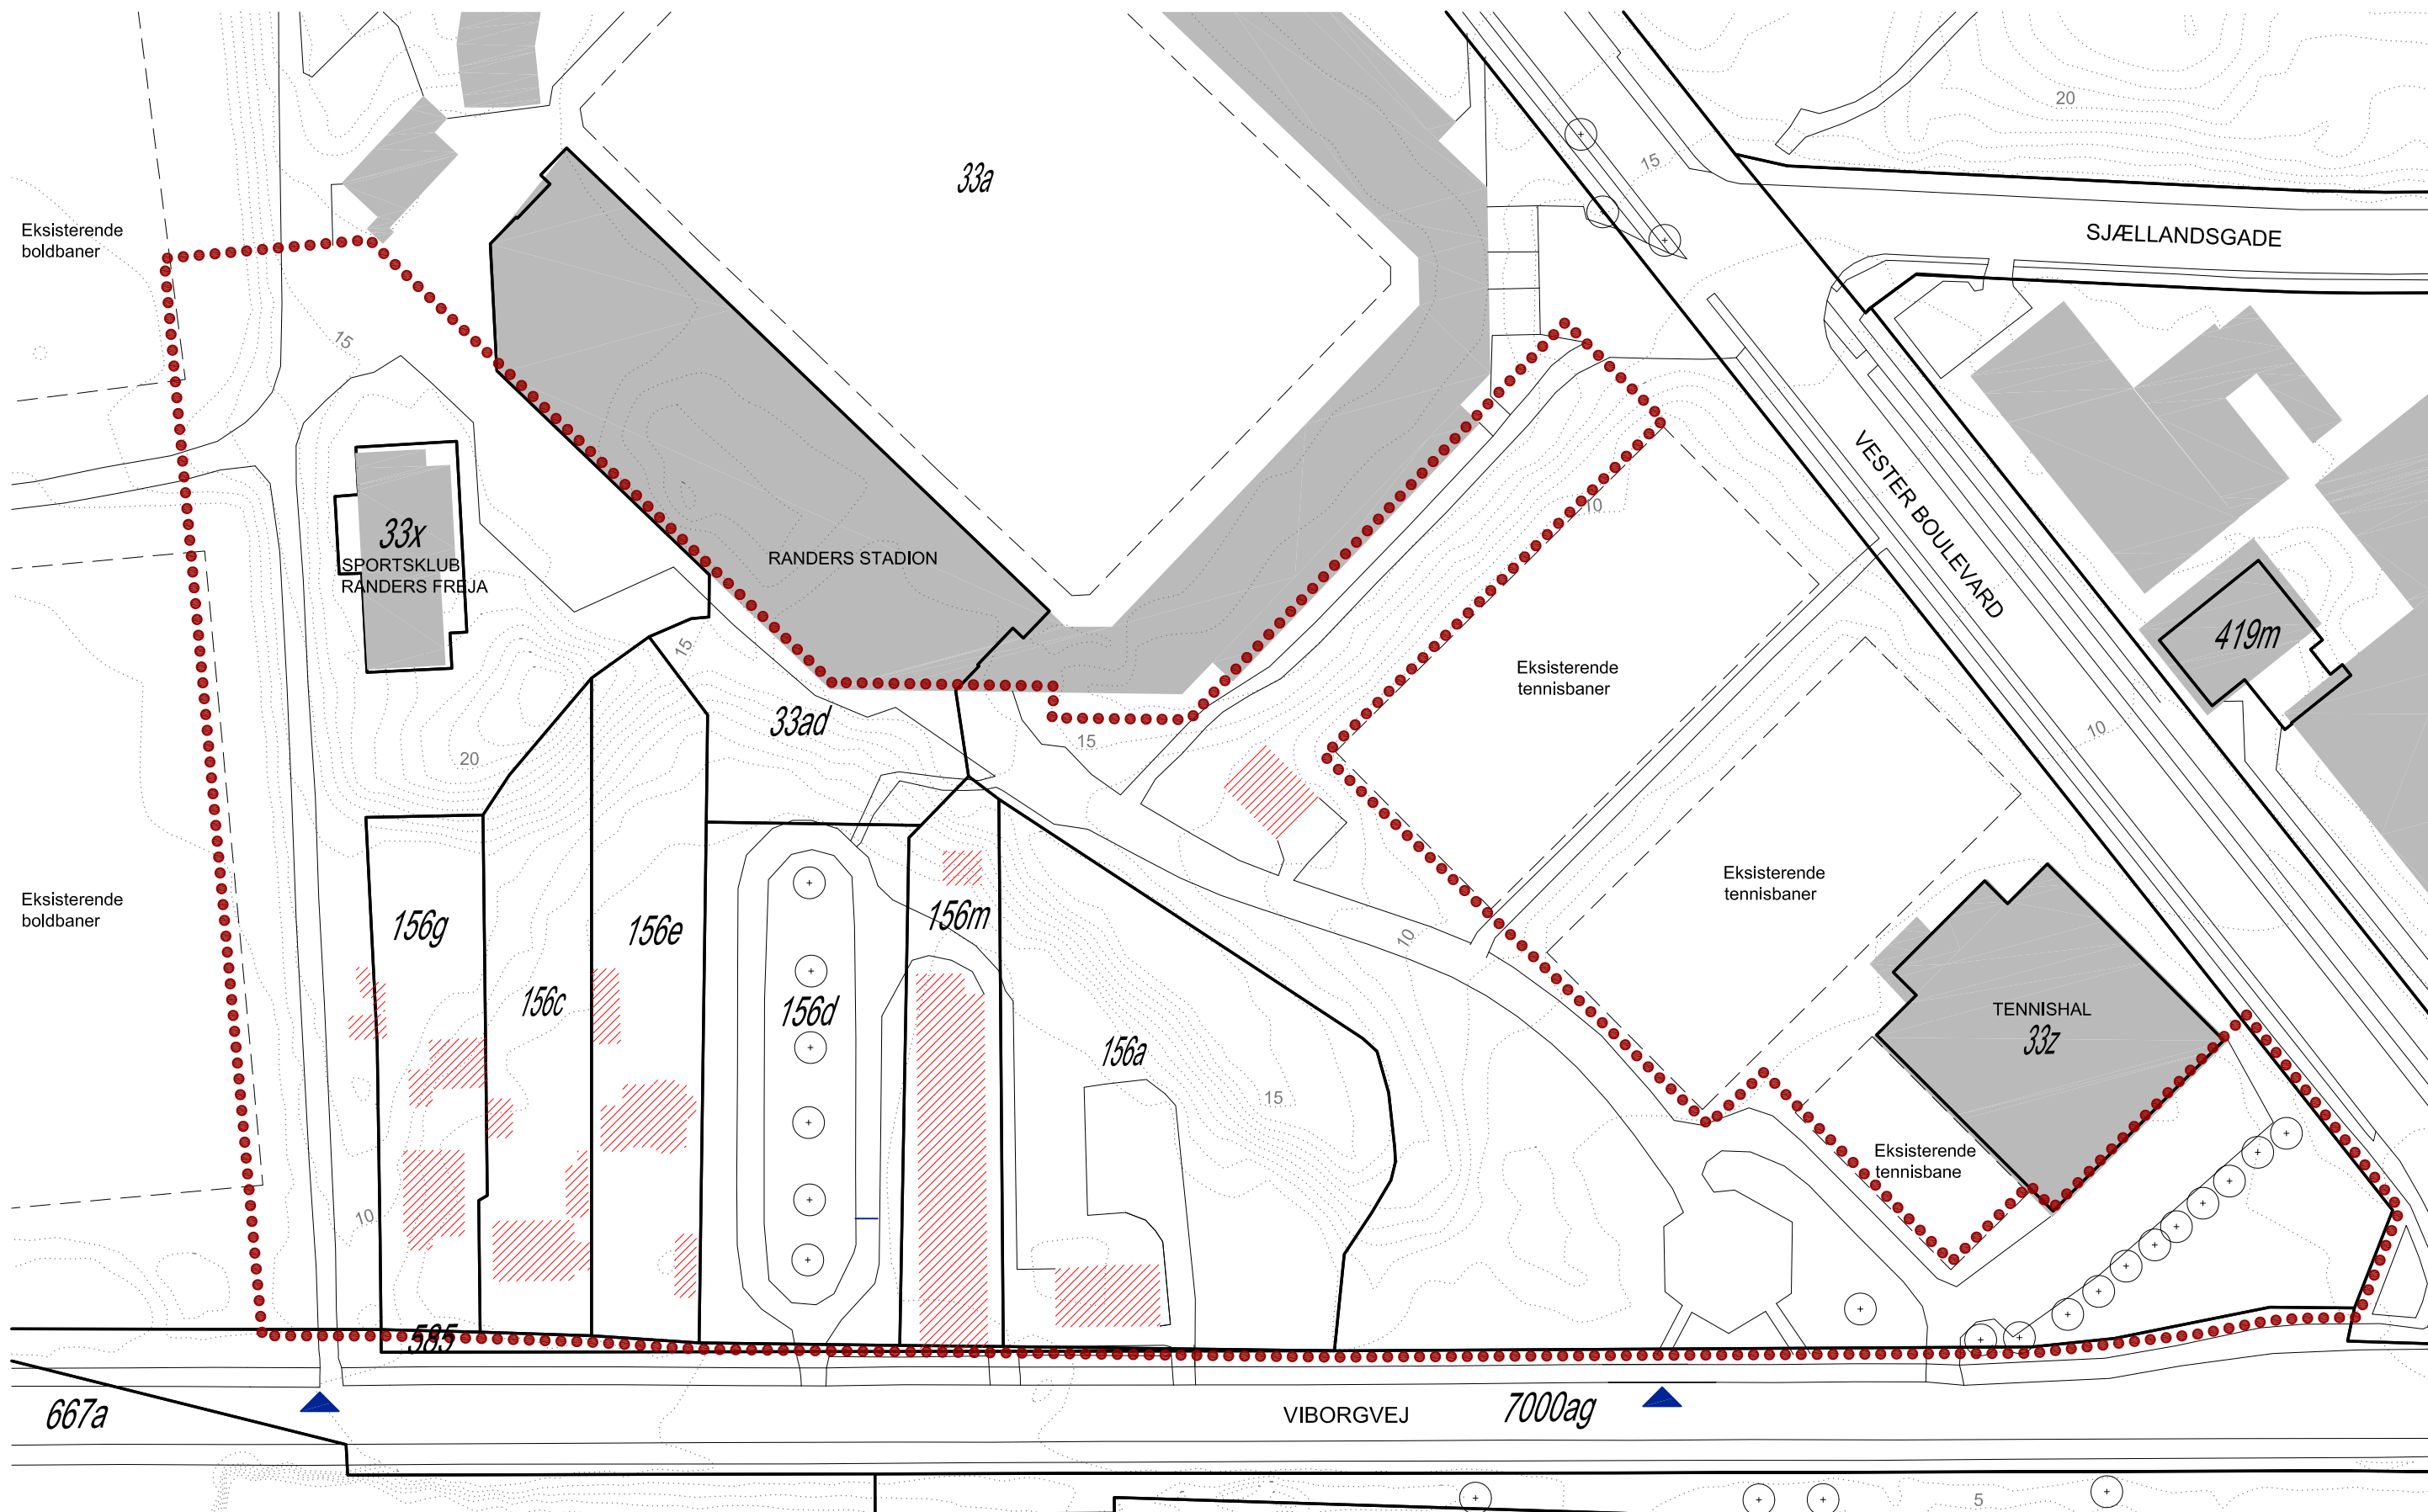 20
15
33a
Eksisterende
boldbaner
SJÆLLANDSGADE
15
VESTER BOULEVARD
10
33x
SPORTSKLUB
RANDERS FREJA
RANDERS STADION
419m
15
Eksisterende
tennisbaner
33ad
15
10
20
Eksisterende
tennisbaner
Eksisterende
boldbaner
156g
156e
156m
10
156c
156d
TENNISHAL
33z
156a
15
Eksisterende
tennisbane
10
585
667a
VIBORGVEJ
7000ag
5